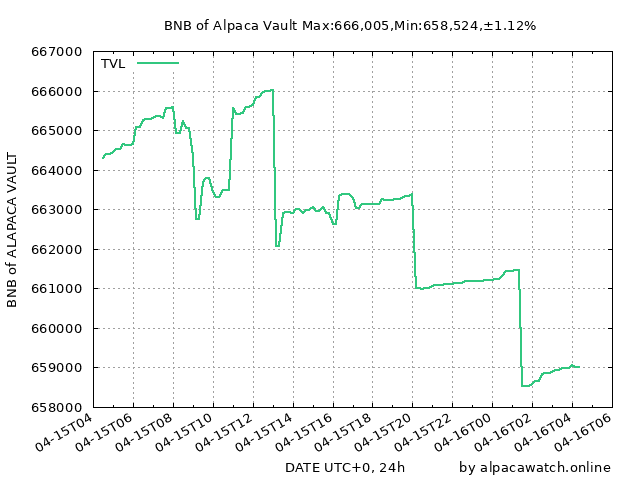 BNB of Alpaca Vault Max:666,005,Min:658,524,±1.12%
667000
TVL
666000
665000
664000
663000
662000
661000
660000
659000
658000
BNB of ALAPACA VAULT
04-15T04
04-15T06
04-15T08
04-15T10
04-15T12
04-15T14
04-15T16
04-15T18
04-15T20
04-15T22
04-16T00
04-16T02
04-16T04
04-16T06
DATE UTC+0, 24h
by alpacawatch.online